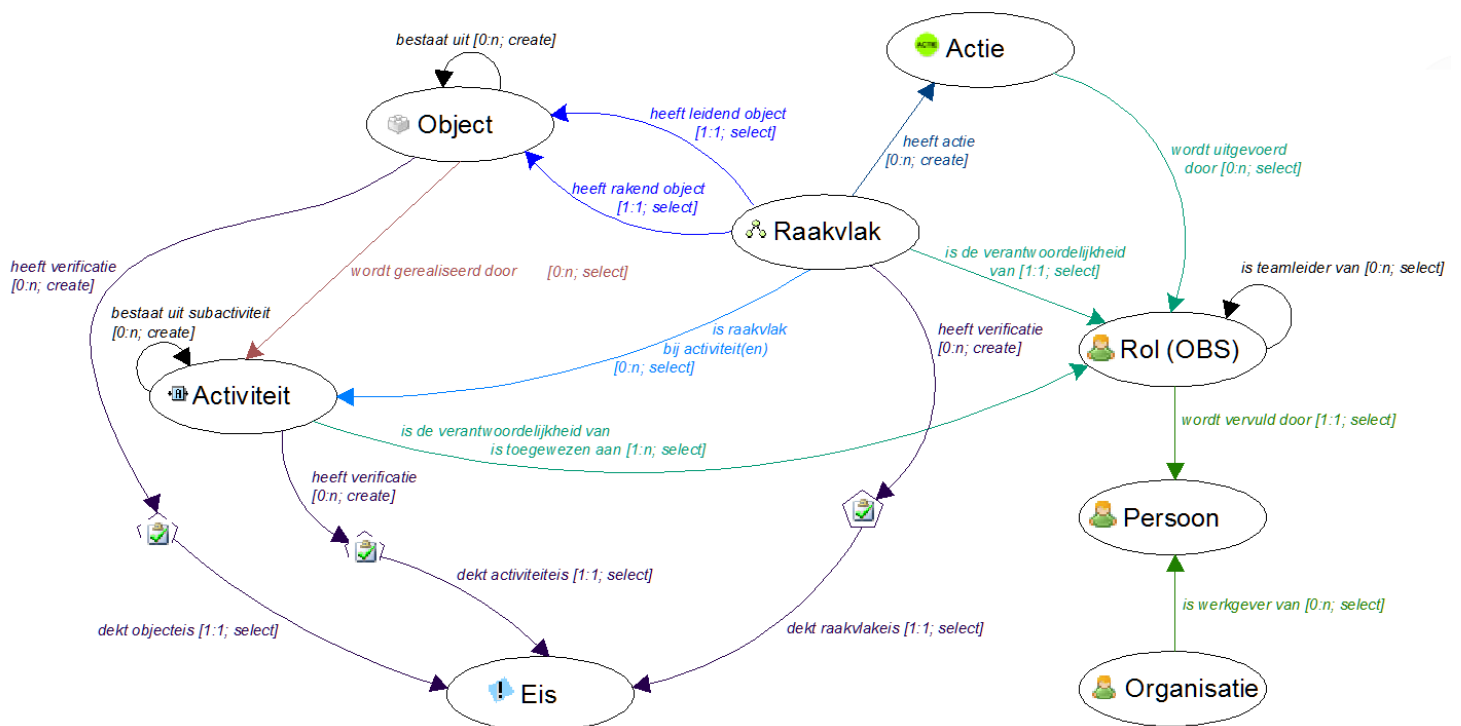 bestaat uit [0:n; create]
ACTIE
Actie
Object
heeft leidend object
[1:1; select]
heeft actie
[0:n; create]
wordt uitgevoerd
door [0:n; select]
heeft rakend object
[1:1; select]
Raakvlak
heeft verificatie
[0:n; create]
wordt gerealiseerd door [0:n; select]
is de verantwoordelijkheid
van [1:1; select]
is teamleider van [0:n; select]
bestaat uit subactiviteit
[0:n; create]
is raakvlak
bij activiteit(en)
[0:n; select]
heeft verificatie
[0:n; create]
Rol (OBS)
Activiteit
is de verantwoordelijkheid van
is toegewezen aan [1:n; select]
wordt vervuld door [1:1; select]
heeft verificatie
[0:n; create]
Persoon
dekt activiteiteis [1:1; select]
is werkgever van [0:n; select]
dekt objecteis [1:1; select]
dekt raakvlakeis [1:1; select]
Eis
Organisatie